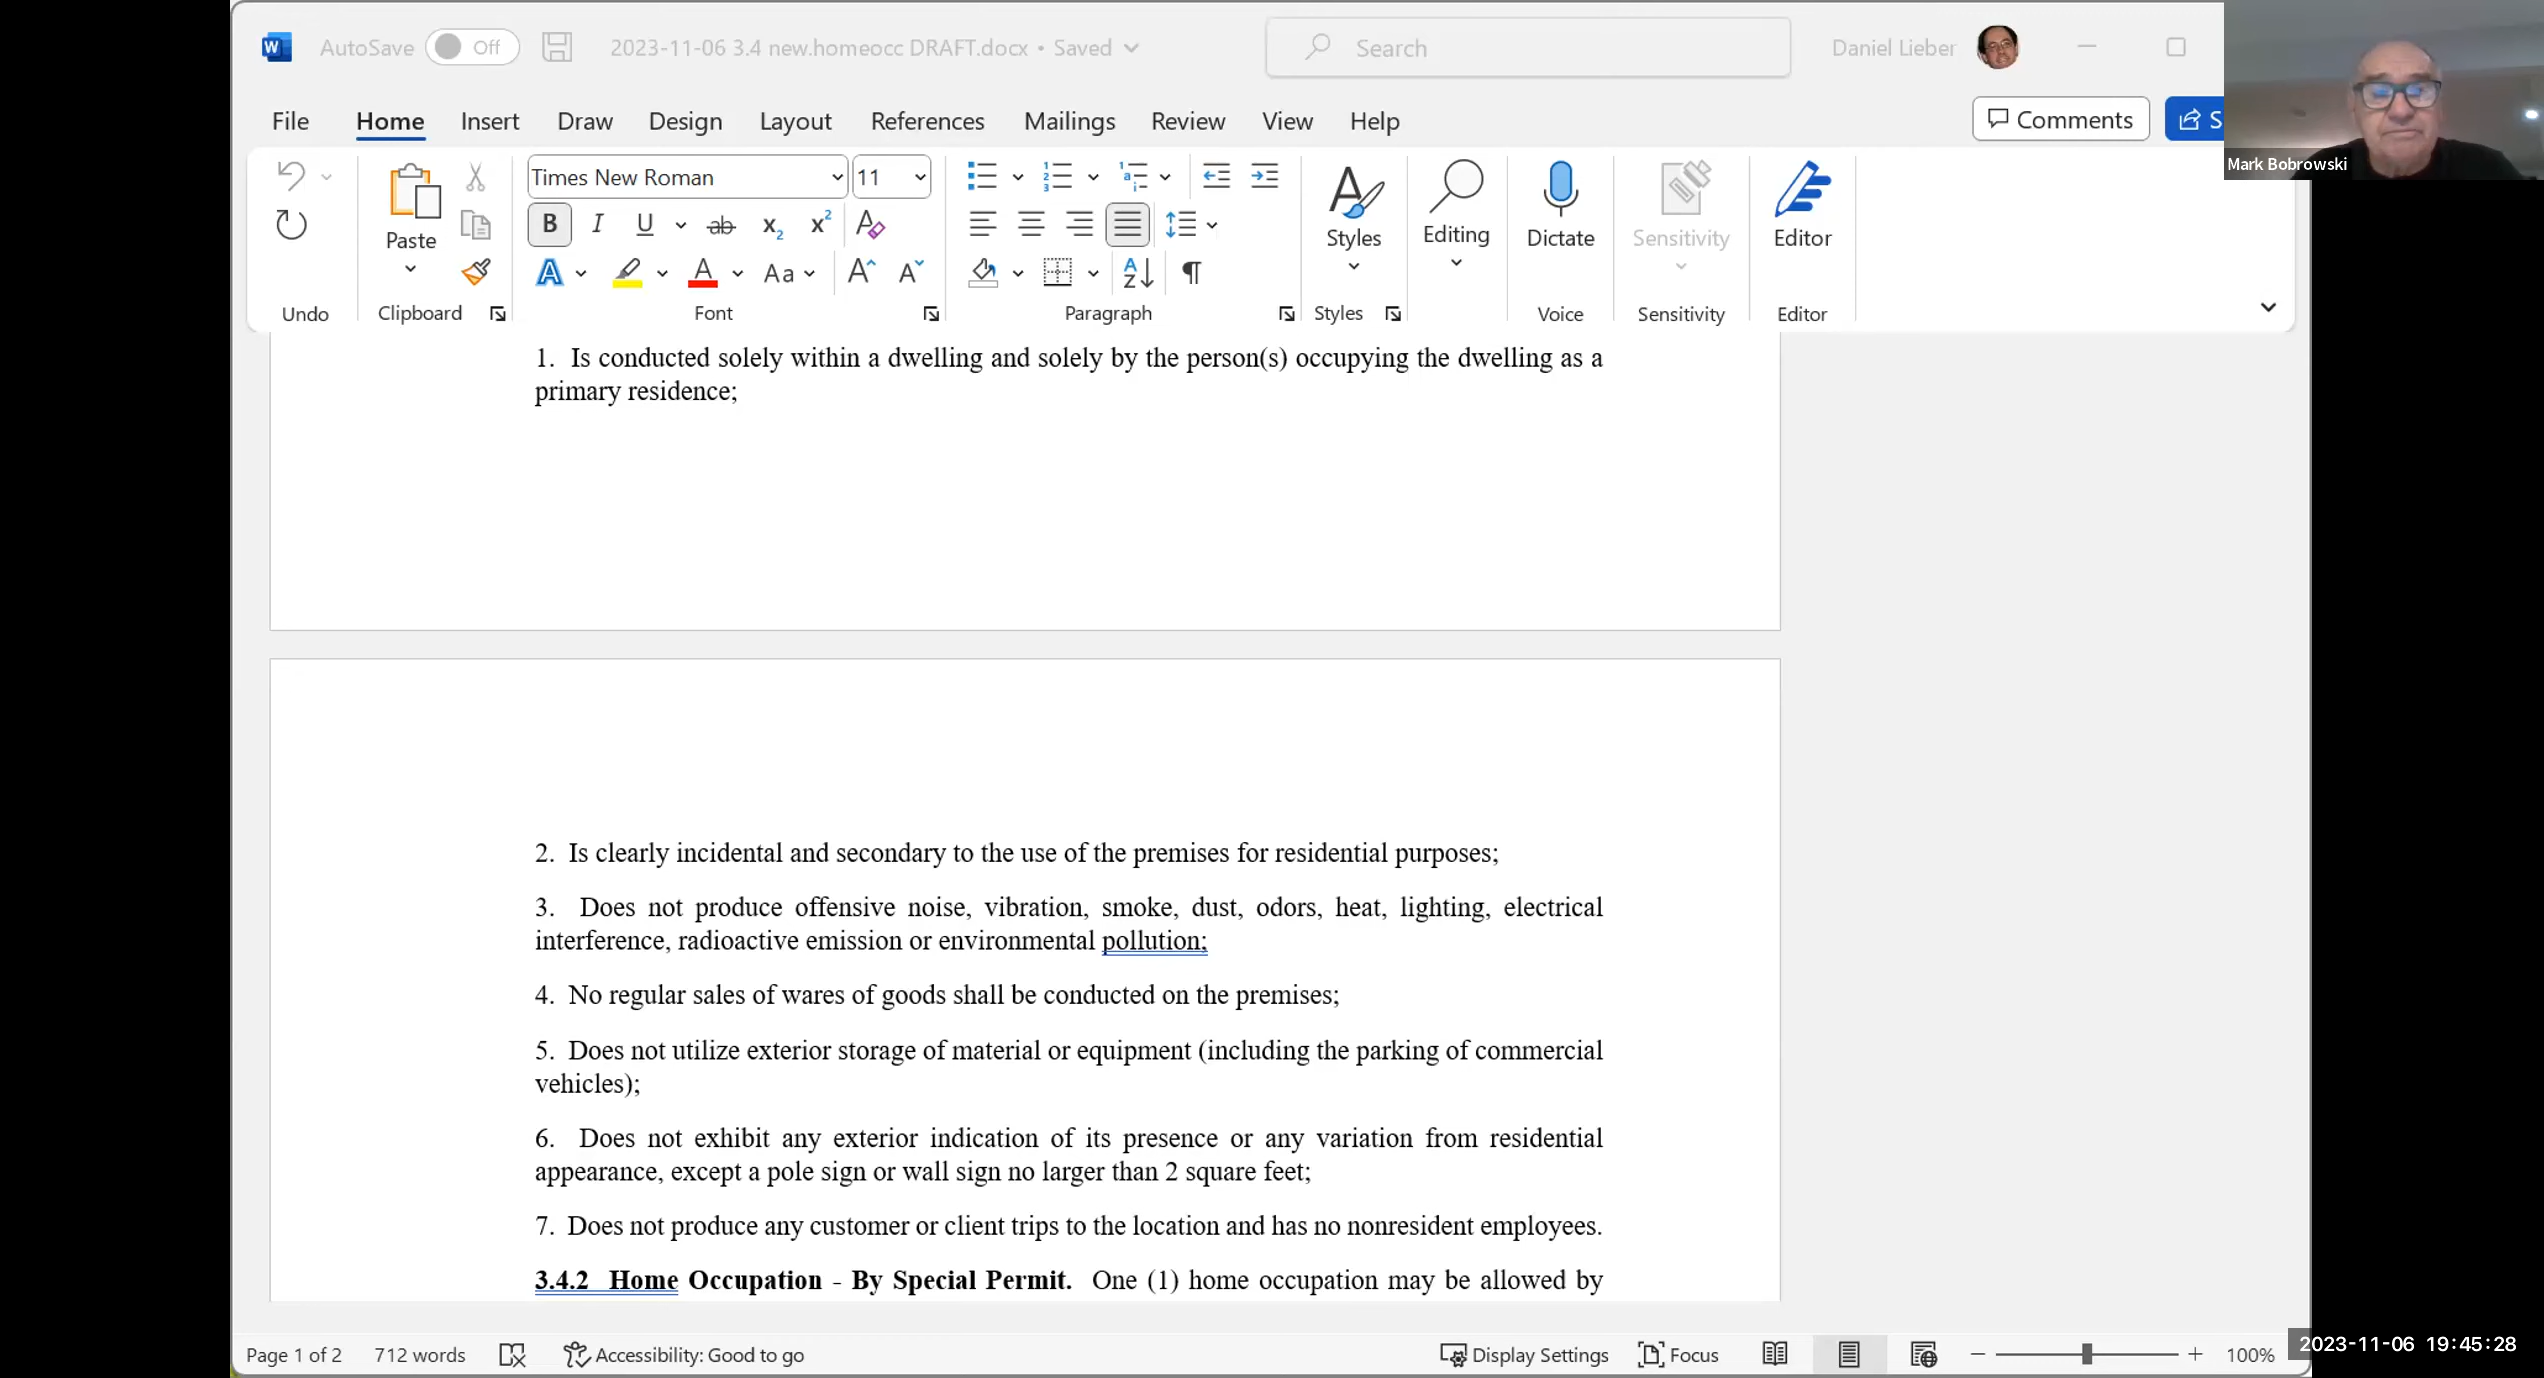 AutoSave Off 2023-11-06 3.4 new.homeocc DRAFT.docx • Saved Search Daniel Lieber
File Home Insert Draw Design Layout References Mailings Review View Help Comments S
Mark Bobrowski
Times New Roman 11
Paste
Styles Editing Dictate Sensitivity Editor
Undo Clipboard Font Paragraph Styles Voice Sensitivity Editor
1. Is conducted solely within a dwelling and solely by the person(s) occupying the dwelling as a
primary residence;
2. Is clearly incidental and secondary to the use of the premises for residential purposes;
3. Does not produce offensive noise, vibration, smoke, dust, odors, heat, lighting, electrical
interference, radioactive emission or environmental pollution;
4. No regular sales of wares of goods shall be conducted on the premises;
5. Does not utilize exterior storage of material or equipment (including the parking of commercial
vehicles);
6. Does not exhibit any exterior indication of its presence or any variation from residential
appearance, except a pole sign or wall sign no larger than 2 square feet;
7. Does not produce any customer or client trips to the location and has no nonresident employees.
3.4.2 Home Occupation - By Special Permit. One (1) home occupation may be allowed by
Page 1 of 2 712 words Accessibility: Good to go Display Settings Focus 100%
2023-11-06 19:45:28